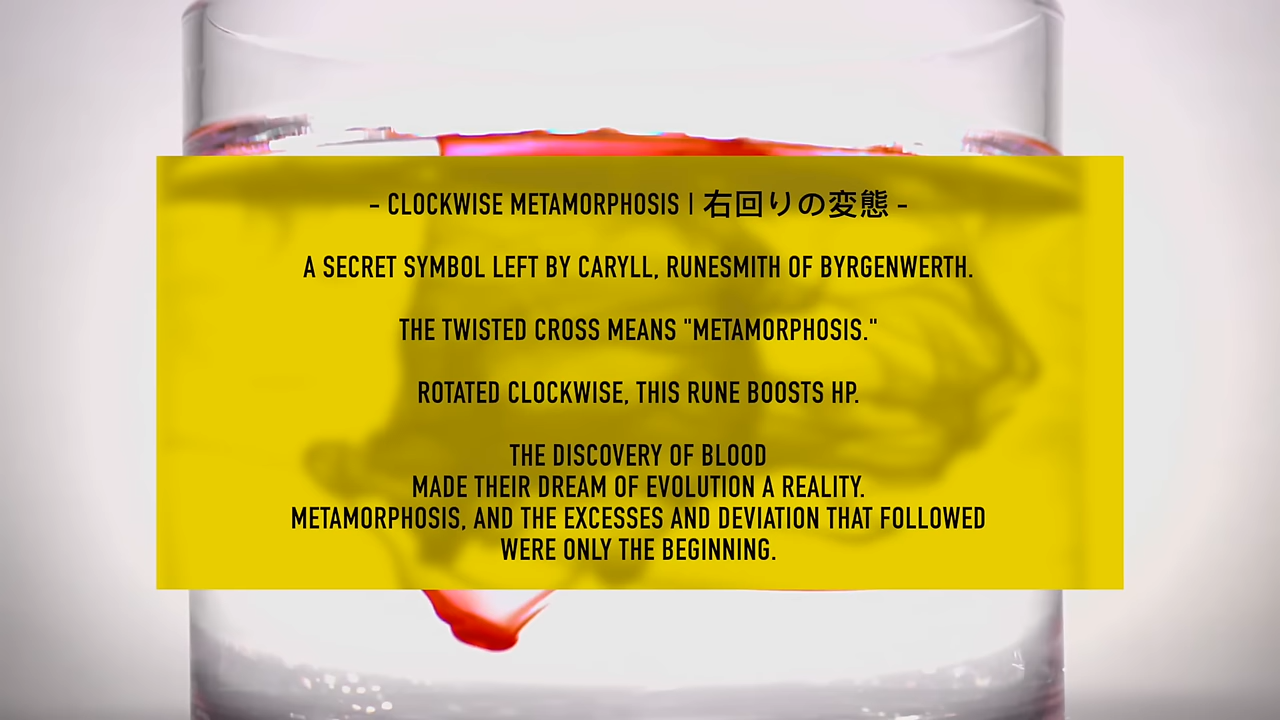 - CLOCKWISE METAMORPHOSIS | 右回りの変態 -
A SECRET SYMBOL LEFT BY CARYLL, RUNESMITH OF BYRGENWERTH.
THE TWISTED CROSS MEANS "METAMORPHOSIS."
ROTATED CLOCKWISE, THIS RUNE BOOSTS HP.
THE DISCOVERY OF BLOOD
MADE THEIR DREAM OF EVOLUTION A REALITY.
METAMORPHOSIS, AND THE EXCESSES AND DEVIATION THAT FOLLOWED
WERE ONLY THE BEGINNING.